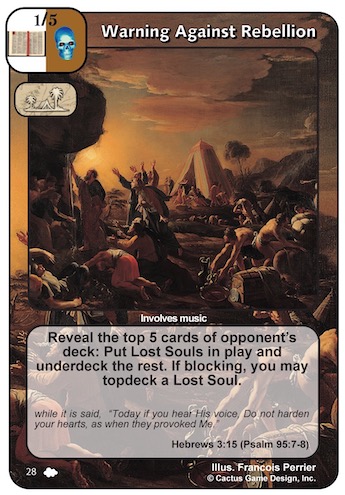 1/5
Warning Against Rebellion
Involves music
Reveal the top 5 cards of opponent's
deck: Put Lost Souls in play and
underdeck the rest. If blocking, you may
topdeck a Lost Soul.
while it is said,  "Today if you hear His voice, Do not harden
your hearts, as when they provoked Me."
Hebrews 3:15 (Psalm 95:7-8)
28
Illus. Francois Perrier
© Cactus Game Design, Inc.